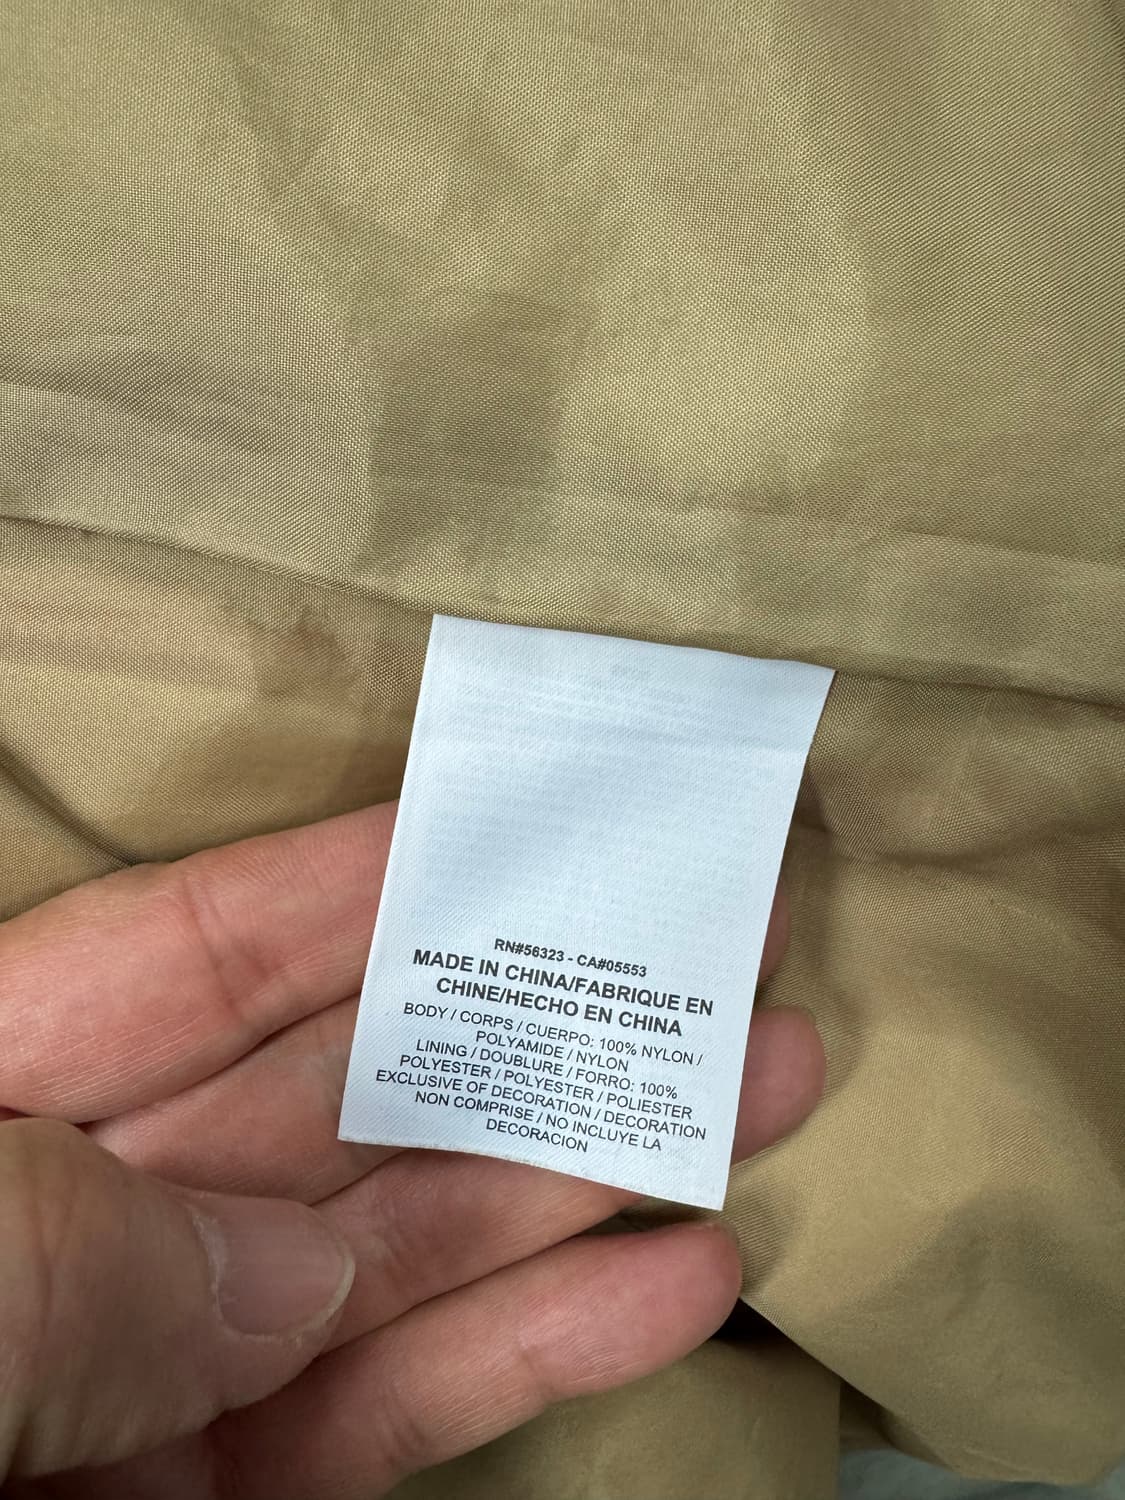 RN#56323 - CA#05553
MADE IN CHINA/FABRIQUE EN
CHINE/HECHO EN CHINA
BODY / CORPS / CUERPO: 100% NYLON /
POLYAMIDE / NYLON
LINING / DOUBLURE / FORRO: 100%
POLYESTER / POLYESTER / POLIESTER
EXCLUSIVE OF DECORATION / DECORATION
NON COMPRISE / NO INCLUYE LA
DECORACION